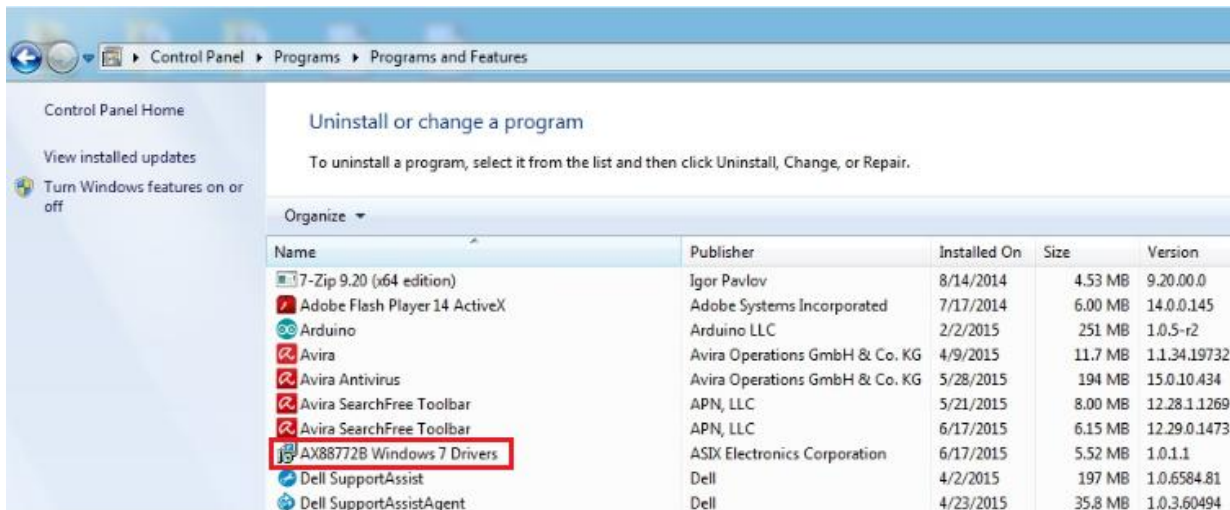 Control Panel ▸ Programs ▸ Programs and Features
Control Panel Home
View installed updates
Turn Windows features on or
off
Uninstall or change a program
To uninstall a program, select it from the list and then click Uninstall, Change, or Repair.
Organize
Name Publisher Installed On Size Version
7-Zip 9.20 (x64 edition) Igor Pavlov 8/14/2014 4.53 MB 9.20.00.0
Adobe Flash Player 14 ActiveX Adobe Systems Incorporated 7/17/2014 6.00 MB 14.0.0.145
Arduino Arduino LLC 2/2/2015 251 MB 1.0.5-r2
Avira Avira Operations GmbH & Co. KG 4/9/2015 11.7 MB 1.1.34.19732
Avira Antivirus Avira Operations GmbH & Co. KG 5/28/2015 194 MB 15.0.10.434
Avira SearchFree Toolbar APN, LLC 5/21/2015 8.00 MB 12.28.1.1269
Avira SearchFree Toolbar APN, LLC 6/17/2015 6.15 MB 12.29.0.1473
AX88772B Windows 7 Drivers ASIX Electronics Corporation 6/17/2015 5.52 MB 1.0.1.1
Dell SupportAssist Dell 4/2/2015 197 MB 1.0.6584.81
Dell SupportAssistAgent Dell 4/23/2015 35.8 MB 1.0.3.60494